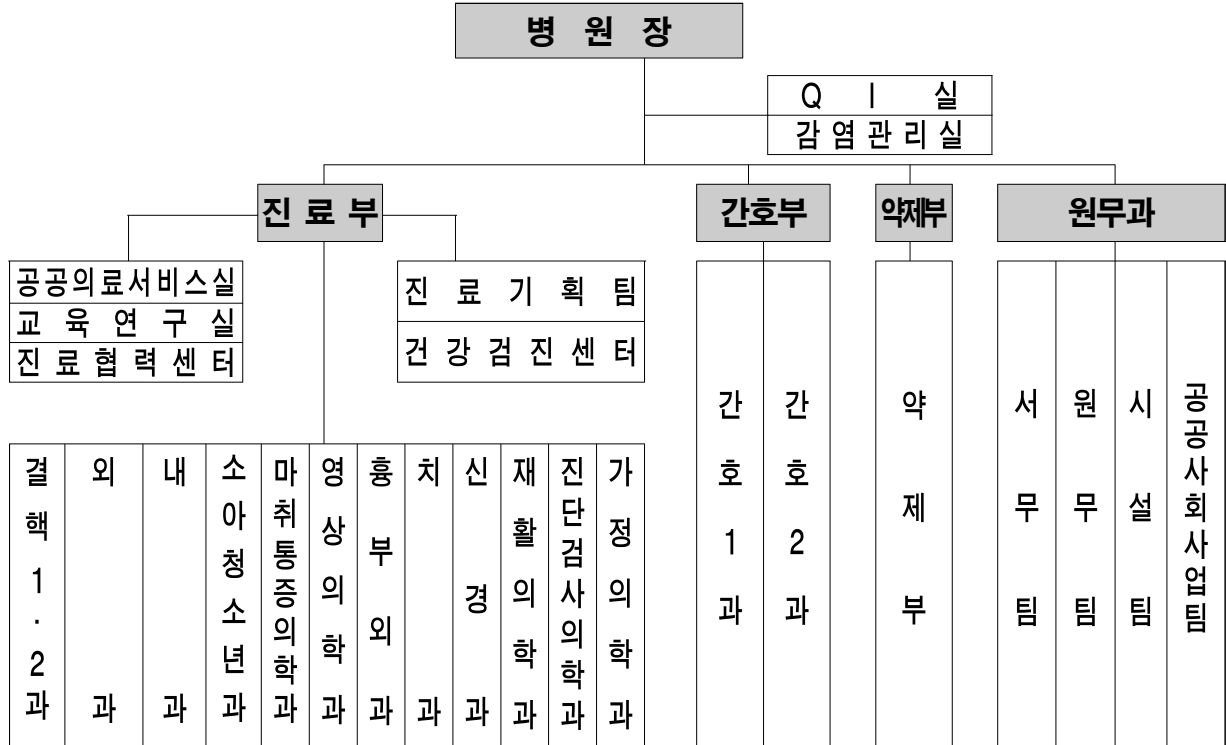 병 원 장
Q I 실
감 염 관 리 실
진 료 부
간호부
약제부
원무과
공공의료서비스실
교 육 연 구 실
진 료 협 력 센 터
진 료 기 획 팀
건 강 검 진 센 터
결핵1·2과
외과
내과
소아청소년과
마취통증의학과
영상의학과
흉부외과
치과
신경과
재활의학과
진단검사의학과
가정의학과
간호1과
간호2과
약제부
서무팀
원무팀
시설팀
공공사회사업팀